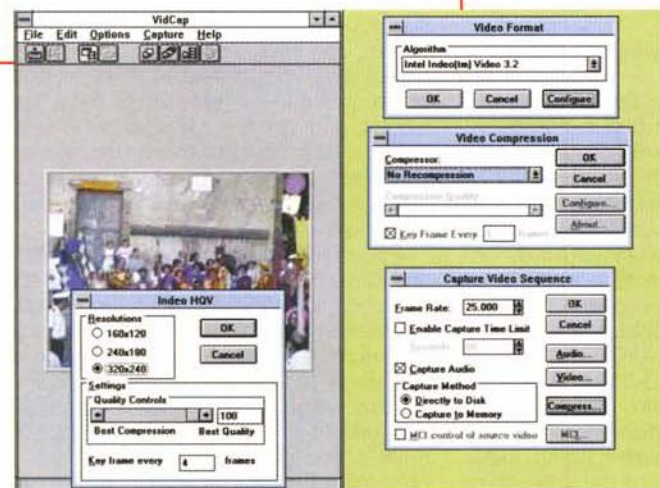 VidCap
File Edit Options Capture Help
Indeo HQV
Resolutions
160x120
240x180
320x240
OK
Cancel
Settings
Quality Controls
100
Best Compression Best Quality
Key frame every 4 frames
Video Format
Algorithm
Intel Indeo(tm) Video 3.2
OK Cancel Configure
Video Compression
Compressor:
No Recompression
OK
Cancel
Compression Quality
Configure...
About...
Key Frame Every frames
Capture Video Sequence
Frame Rate: 25.000
OK
Enable Capture Time Limit
Cancel
Seconds
Capture Audio
Audio...
Video...
Capture Method
Directly to Disk
Capture to Memory
Compress...
MCI control of source video
MCI...